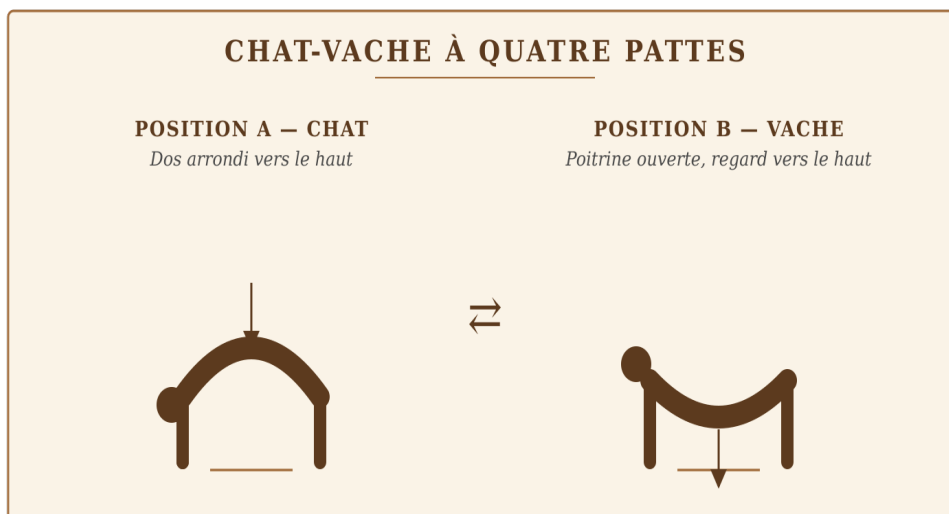 CHAT-VACHE À QUATRE PATTES
POSITION A — CHAT
Dos arrondi vers le haut
POSITION B — VACHE
Poitrine ouverte, regard vers le haut